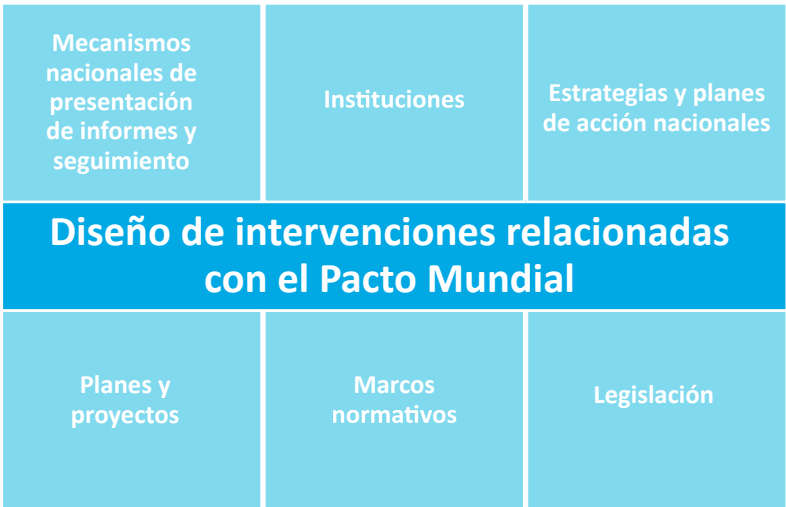 Mecanismos
nacionales de
presentación
de informes y
seguimiento
Instituciones
Estrategias y planes
de acción nacionales
Diseño de intervenciones relacionadas
con el Pacto Mundial
Planes y
proyectos
Marcos
normativos
Legislación